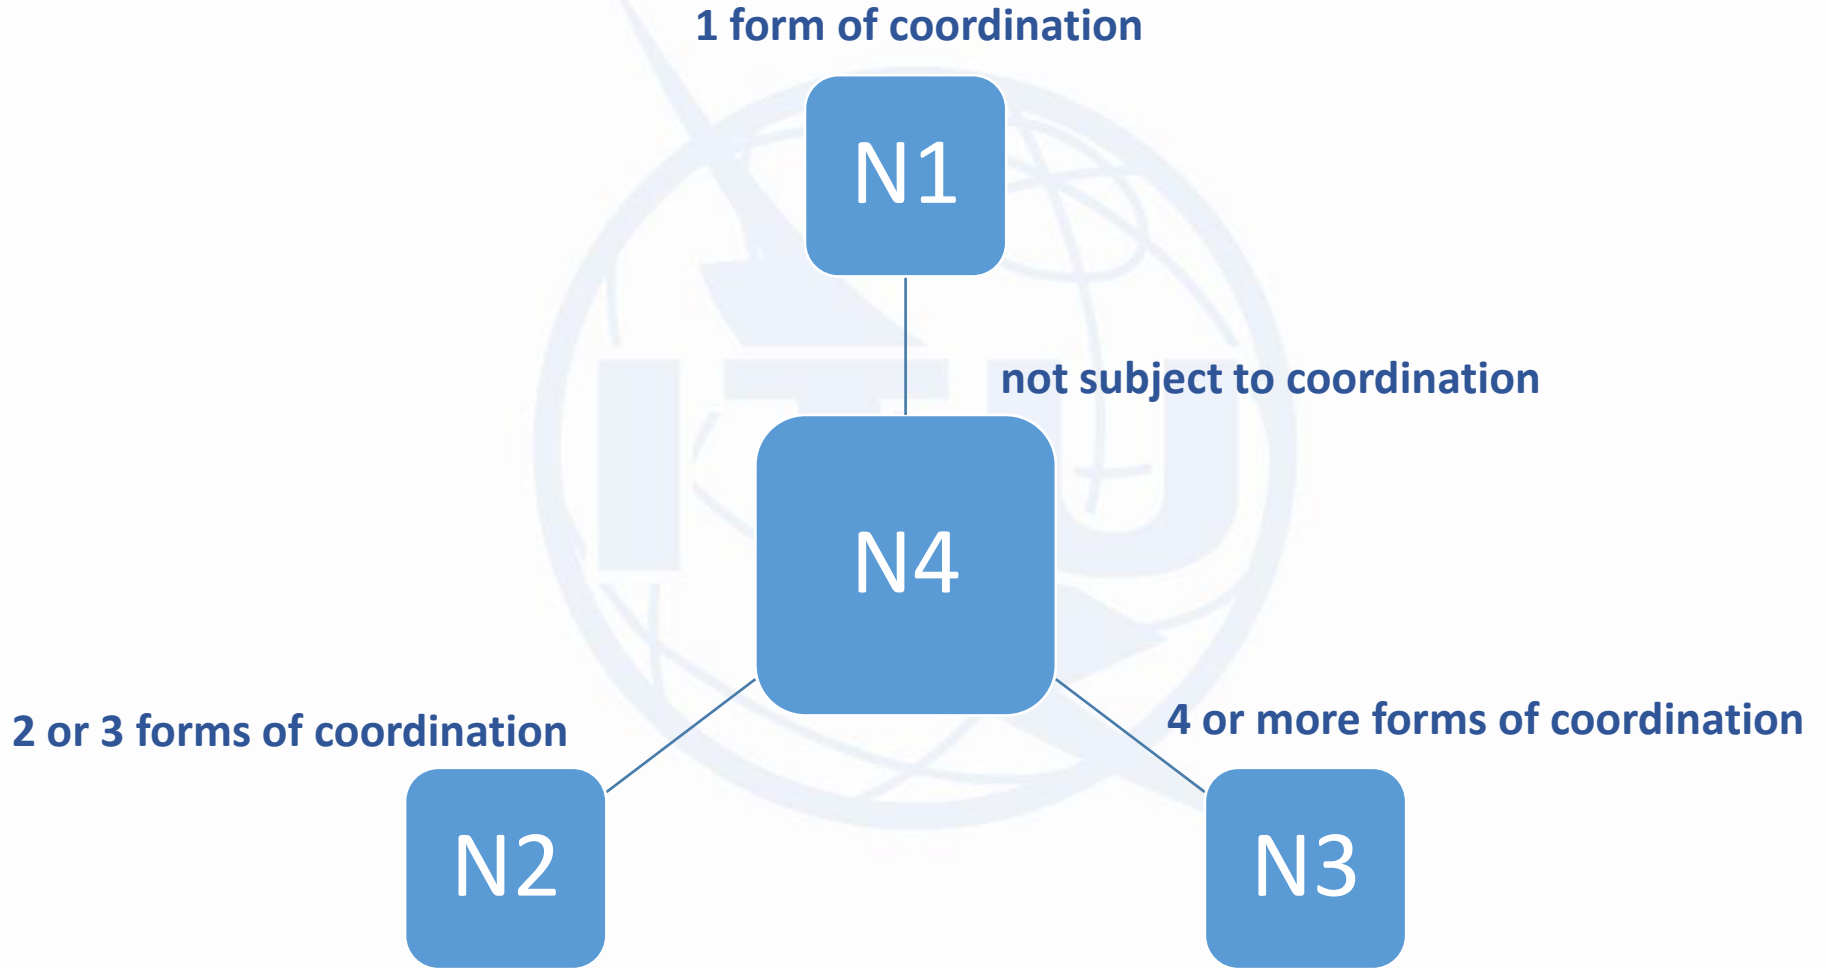 1 form of coordination
N1
not subject to coordination
N4
2 or 3 forms of coordination
4 or more forms of coordination
N2
N3
ITU